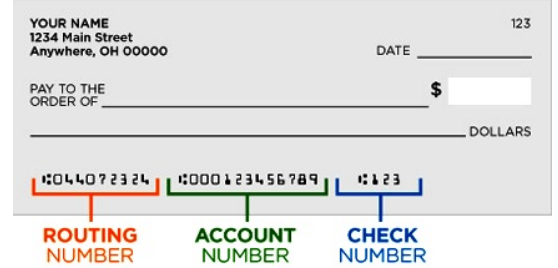 YOUR NAME 123
1234 Main Street
Anywhere, OH 00000
DATE
PAY TO THE
ORDER OF $
DOLLARS
⑆044072324⑆ ⑆000123456789⑆ ⑆123
ROUTING ACCOUNT CHECK
NUMBER NUMBER NUMBER